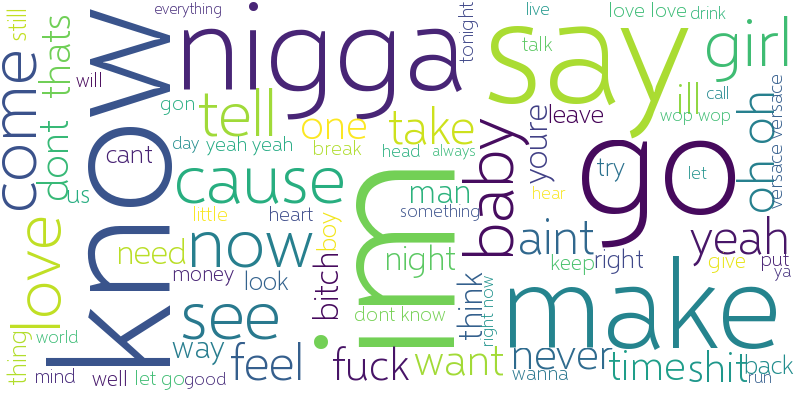 everything
still
thats
come
know
nigga
tonight
live
talk
love love
drink
say
girl
will
gon
tell
one
take
ill
call
wop wop
oh oh
versace versace
leave
youre
dont
cant
day
yeah yeah
break
head
always
baby
us
cause
im
man
try
let
go
little
heart
boy
something
hear
love
need
now
night
aint
yeah
money
look
bitch
keep
right
give
put
ya
thing
world
see
dont know
think
right now
make
way
feel
fuck
want
never
wanna
time
shit
back
run
mind
well
let go
good